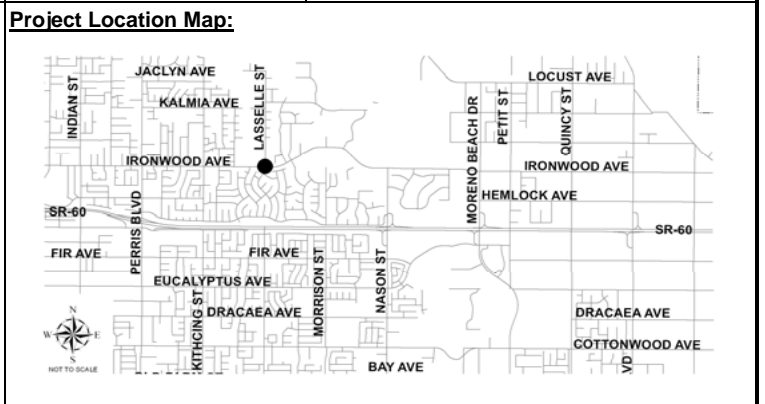 Project Location Map:
JACLYN AVE
LOCUST AVE
INDIAN ST
KALMIA AVE
LASSELLE ST
MORENO BEACH DR
PETIT ST
QUINCY ST
IRONWOOD AVE
IRONWOOD AVE
HEMLOCK AVE
PERRIS BLVD
SR-60
SR-60
FIR AVE
FIR AVE
MORRISON ST
NASON ST
EUCALYPTUS AVE
KITHCING ST
DRACAEA AVE
DRACAEA AVE
N
W
E
S
NOT TO SCALE
COTTONWOOD AVE
BAY AVE
VD